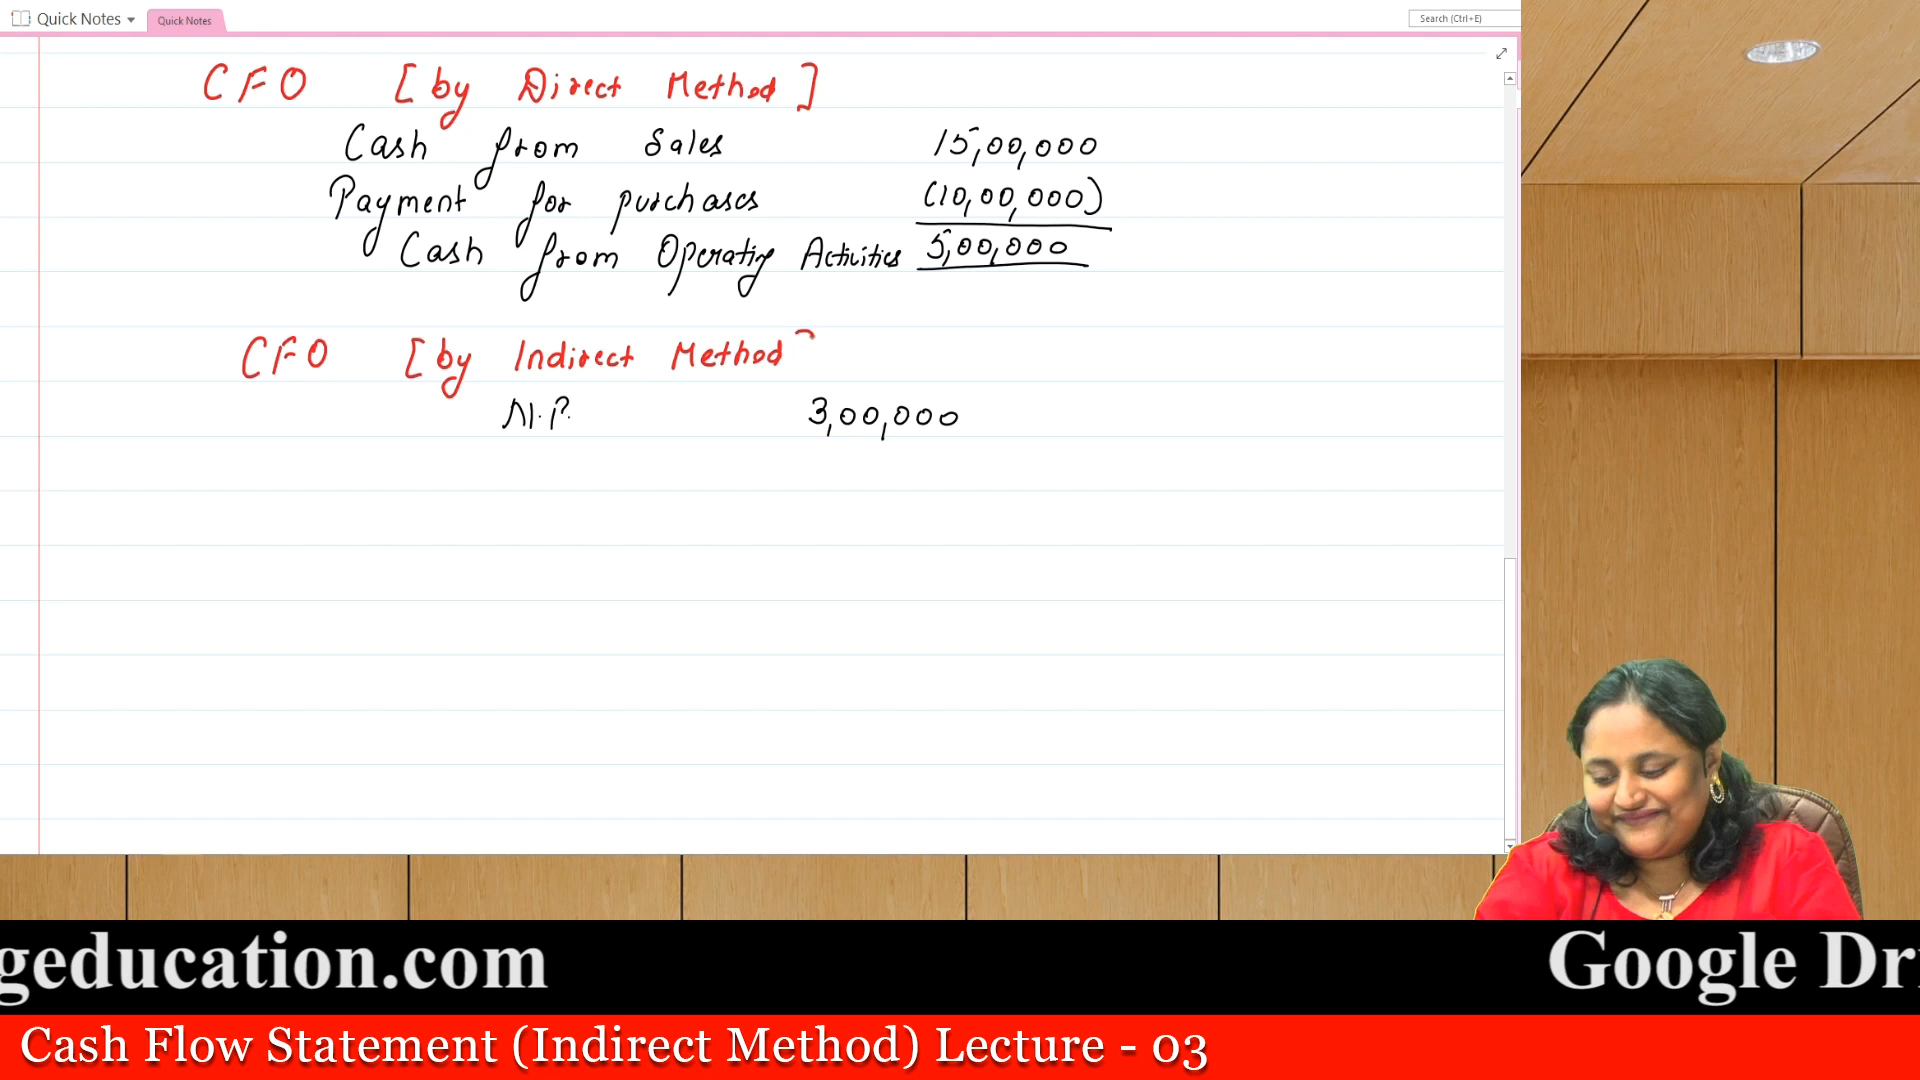 Quick Notes
Quick Notes
Search (Ctrl+E)
CFO [by Direct Method]
Cash from Sales 15,00,000
Payment for purchases (10,00,000)
Cash from Operating Activities 5,00,000
CFO [by Indirect Method
N.P. 3,00,000
geducation.com
Google Dr
Cash Flow Statement (Indirect Method) Lecture - 03